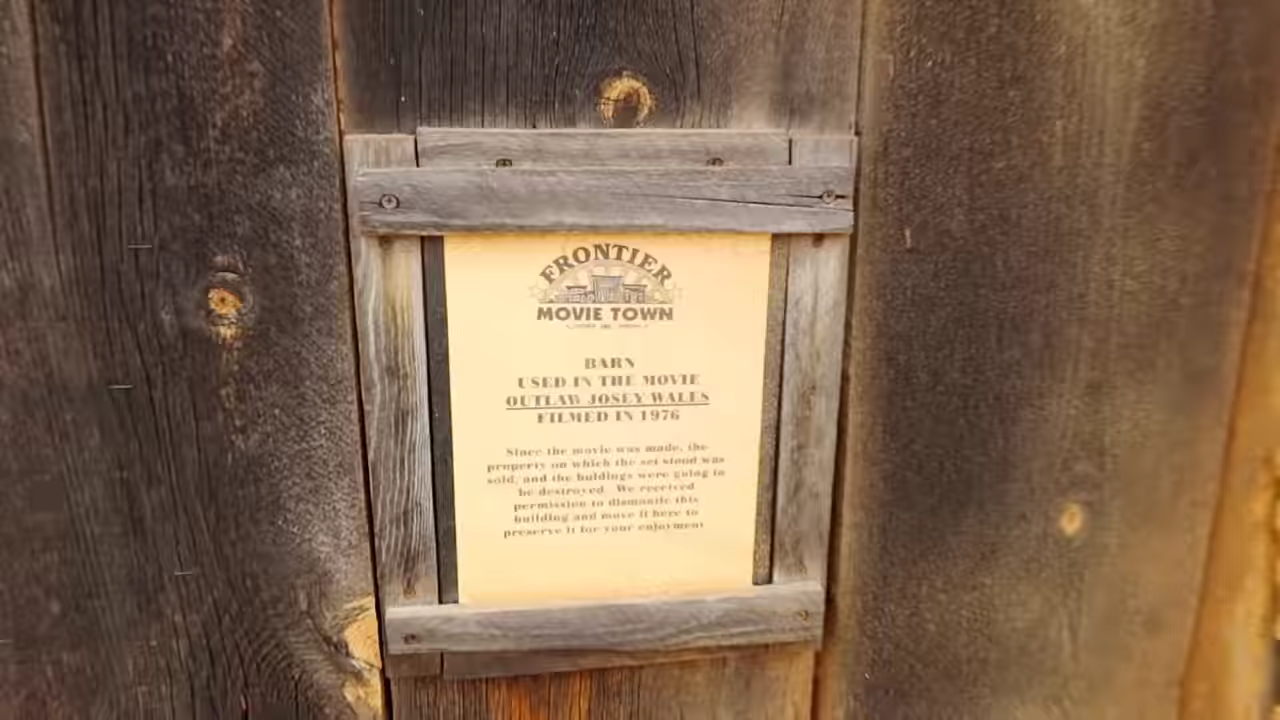 FRONTIER
MOVIE TOWN
BARN
USED IN THE MOVIE
OUTLAW JOSEY WALES
FILMED IN 1976
Since the movie was made, the
property on which the set stood was
sold, and the buldings were going to
be destroyed. We received
permission to dismantle this
building and move it here to
preserve it for your enjoyment